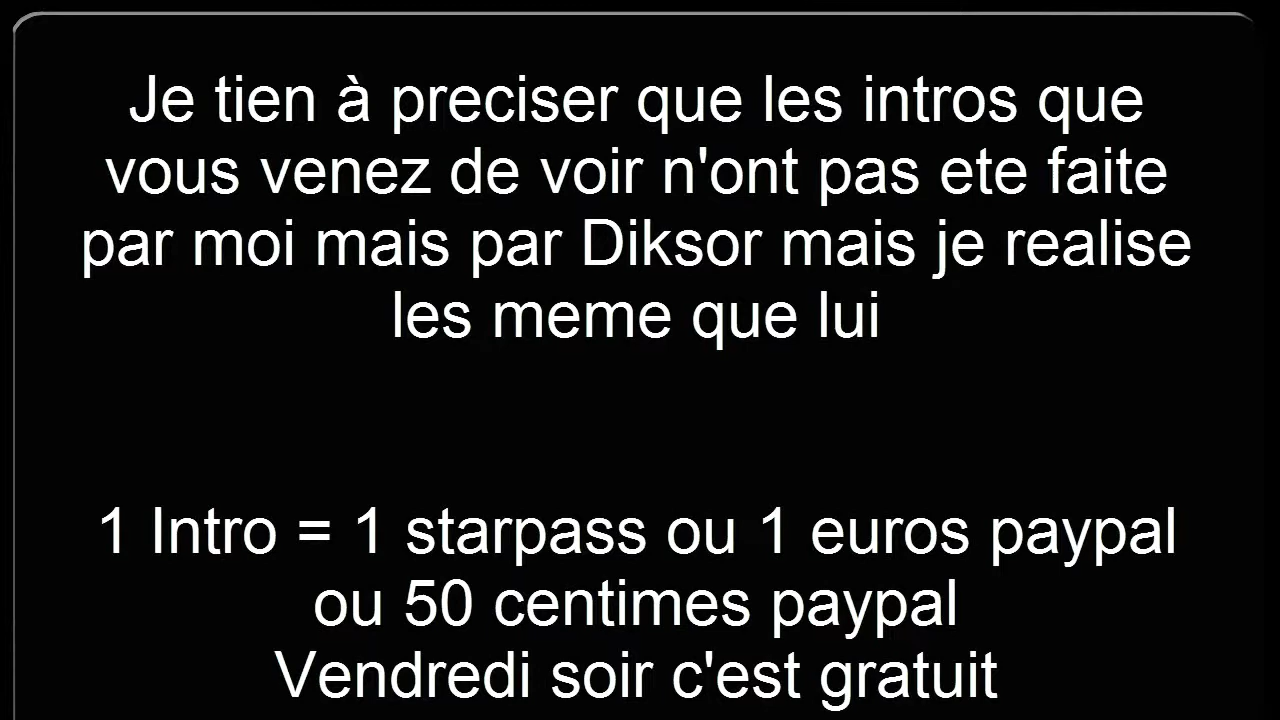 Je tien à preciser que les intros que
vous venez de voir n'ont pas ete faite
par moi mais par Diksor mais je realise
les meme que lui
1 Intro = 1 starpass ou 1 euros paypal
ou 50 centimes paypal
Vendredi soir c'est gratuit